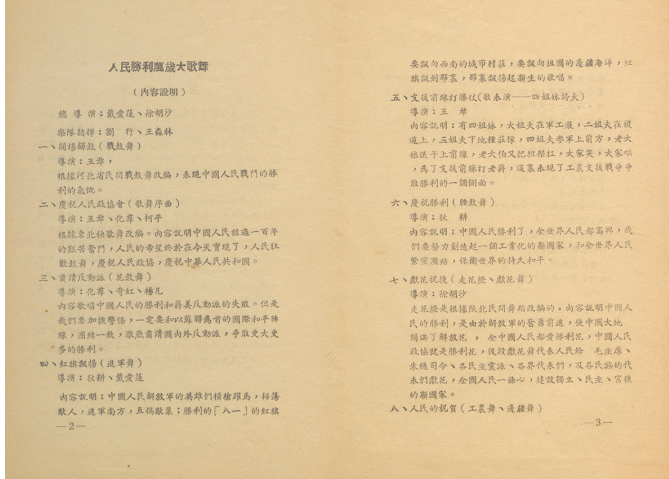 人民勝利萬歲大歌舞
(內容說明)
總導演:戴愛蓮、徐胡沙
樂隊指揮:劉行、王森林
一、開場鑼鼓(戰鼓舞)
導演:王韋,
根據河北省民間戰鼓舞改編,表現中國人民戰鬥的勝
利的氣慨。
二、慶祝人民政協會(歌舞序曲)
導演:王韋、化羣、柯平
根據東北秧歌舞改編。內容說明中國人民經過一百年
的艱苦奮鬥,人民的希望終於在今天實現了,人民狂
歡鼓舞,慶祝人民政協,慶祝中華人民共和國。
三、肅清反動派(花鼓舞)
導演:化羣、奇虹、楊凡
內容歌唱中國人民的勝利和蔣美反動派的失敗。但是
我們要加強警惕,一定要和以蘇聯為首的國際和平陣
線,團結一致,徹底肅清國內外反動派,爭取更大更
多的勝利。
四、紅旗飄揚(進軍舞)
導演:狄耕、戴愛蓮
內容說明:中國人民解放軍的英雄們橫槍躍馬,掃蕩
敵人,進軍南方,直搗敵巢;勝利的「八一」的紅旗
—2—
要飄向西南的城市村莊,要飄向祖國的邊疆海洋,紅
旗飄到那裏,那裏飄揚起新生的歌唱。
五、支援前線打勝仗(歌表演——四姐妹誇夫)
導演:王韋
內容說明:有四姐妹,大姐夫在軍工廠,二姐夫在鐵
道上,三姐夫下地種莊稼,四姐夫參軍上前方,老大
娘送子上前線,老大伯又把担架扛,大家笑,大家唱
,為了支援前線打老蔣,這裏表現了工農支援戰爭爭
取勝利的一個側面。
六、慶祝勝利(腰鼓舞)
導演:狄耕
內容說明:中國人民勝利了,全世界人民都高興,我
們要努力創造起一個工業化的新國家,和全世界人民
緊密團結,保衛世界的持久和平。
七、獻花祝捷(走花燈、獻花舞)
導演:徐胡沙
走花燈是根據陝北民間舞蹈改編的。內容說明中國人
民的勝利,是由於解放軍的奮勇前進,使中國大地
開滿了解放花,全中國人民都愛勝利花,中國人民
政協就是勝利花,後段獻花舞代表人民給 毛主席、
朱總司令、各民主黨派、各界代表們,及各民族的代
表們獻花,全國人民一條心,建設獨立、民主、富強
的新國家。
八、人民的祝賀(工農舞、邊疆舞)
—3—